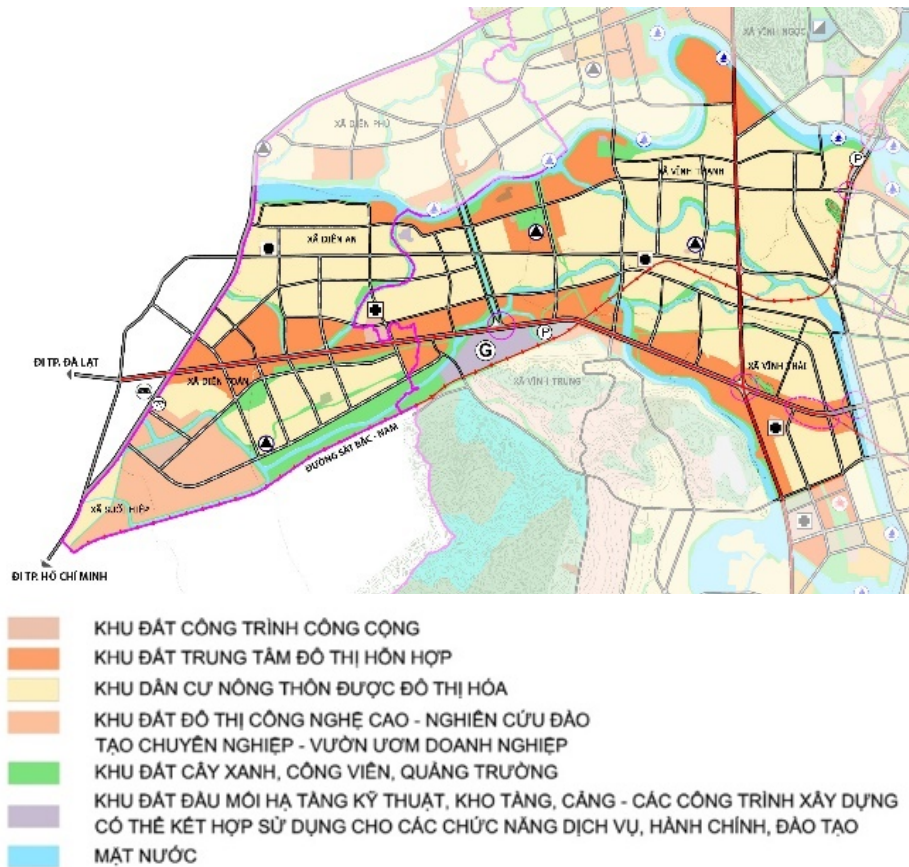 XÃ VĨNH NGỌC
XÃ DIÊN PHÚ
XÃ VĨNH THẠNH
P
XÃ DIÊN AN
P
G
ĐI TP. ĐÀ LẠT
XÃ DIÊN TOÀN
XÃ VĨNH TRUNG
XÃ VĨNH THÁI
ĐƯỜNG SẮT BẮC - NAM
XÃ SUỐI HIỆP
ĐI TP. HỒ CHÍ MINH
KHU ĐẤT CÔNG TRÌNH CÔNG CỘNG
KHU ĐẤT TRUNG TÂM ĐÔ THỊ HỖN HỢP
KHU DÂN CƯ NÔNG THÔN ĐƯỢC ĐÔ THỊ HÓA
KHU ĐẤT ĐÔ THỊ CÔNG NGHỆ CAO - NGHIÊN CỨU ĐÀO
TẠO CHUYÊN NGHIỆP - VƯỜN ƯƠM DOANH NGHIỆP
KHU ĐẤT CÂY XANH, CÔNG VIÊN, QUẢNG TRƯỜNG
KHU ĐẤT ĐẦU MỐI HẠ TẦNG KỸ THUẬT, KHO TÀNG, CẢNG - CÁC CÔNG TRÌNH XÂY DỰNG
CÓ THỂ KẾT HỢP SỬ DỤNG CHO CÁC CHỨC NĂNG DỊCH VỤ, HÀNH CHÍNH, ĐÀO TẠO
MẶT NƯỚC